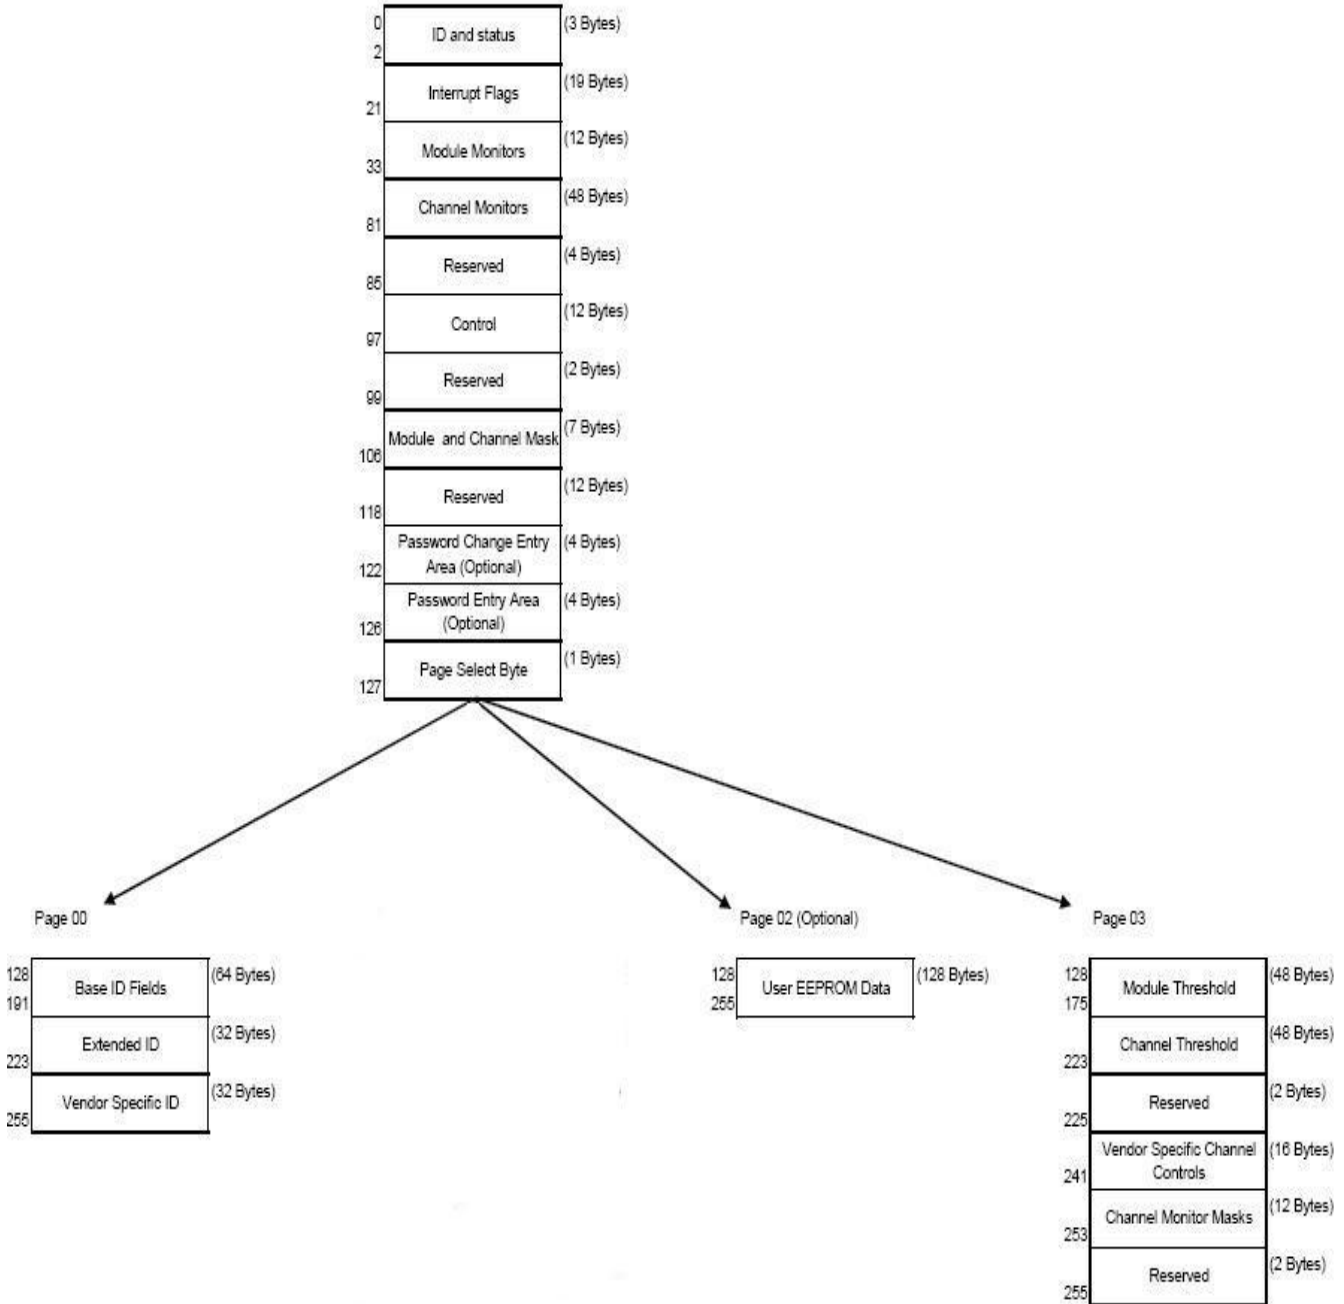 0
ID and status
(3 Bytes)
2
Interrupt Flags
(19 Bytes)
21
Module Monitors
(12 Bytes)
33
Channel Monitors
(48 Bytes)
81
Reserved
(4 Bytes)
85
Control
(12 Bytes)
97
Reserved
(2 Bytes)
99
Module and Channel Mask
(7 Bytes)
106
Reserved
(12 Bytes)
118
Password Change Entry
Area (Optional)
(4 Bytes)
122
Password Entry Area
(Optional)
(4 Bytes)
126
Page Select Byte
(1 Bytes)
127
Page 00
128
Base ID Fields
(64 Bytes)
191
Extended ID
(32 Bytes)
223
Vendor Specific ID
(32 Bytes)
255
Page 02 (Optional)
128
User EEPROM Data
(128 Bytes)
255
Page 03
128
Module Threshold
(48 Bytes)
175
Channel Threshold
(48 Bytes)
223
Reserved
(2 Bytes)
225
Vendor Specific Channel
Controls
(16 Bytes)
241
Channel Monitor Masks
(12 Bytes)
253
Reserved
(2 Bytes)
255